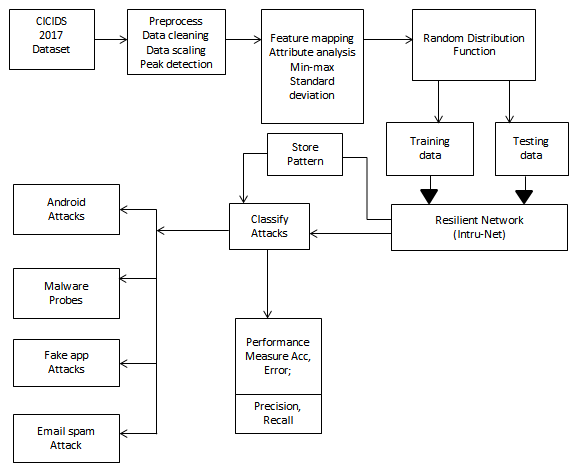 CICIDS
2017
Dataset
Preprocess
Data cleaning
Data scaling
Peak detection
Feature mapping
Attribute analysis
Min-max
Standard
deviation
Random Distribution
Function
Training
data
Testing
data
Store
Pattern
Resilient Network
(Intru-Net)
Classify
Attacks
Android
Attacks
Malware
Probes
Fake app
Attacks
Email spam
Attack
Performance
Measure Acc,
Error;
Precision,
Recall